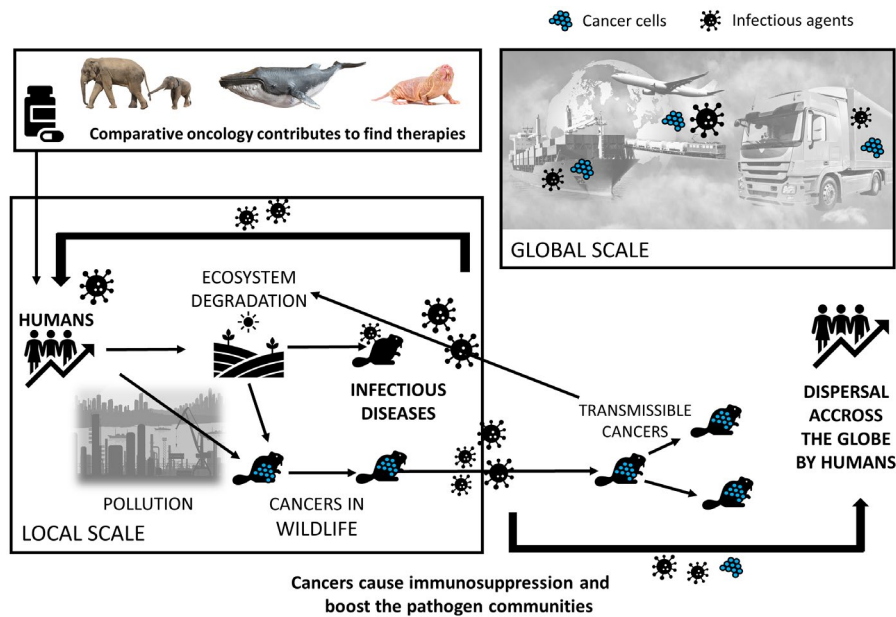 Cancer cells
Infectious agents
Comparative oncology contributes to find therapies
GLOBAL SCALE
ECOSYSTEM
DEGRADATION
HUMANS
INFECTIOUS
DISEASES
TRANSMISSIBLE
CANCERS
DISPERSAL
ACCROSS
THE GLOBE
BY HUMANS
POLLUTION
CANCERS IN
WILDLIFE
LOCAL SCALE
Cancers cause immunosuppression and
boost the pathogen communities